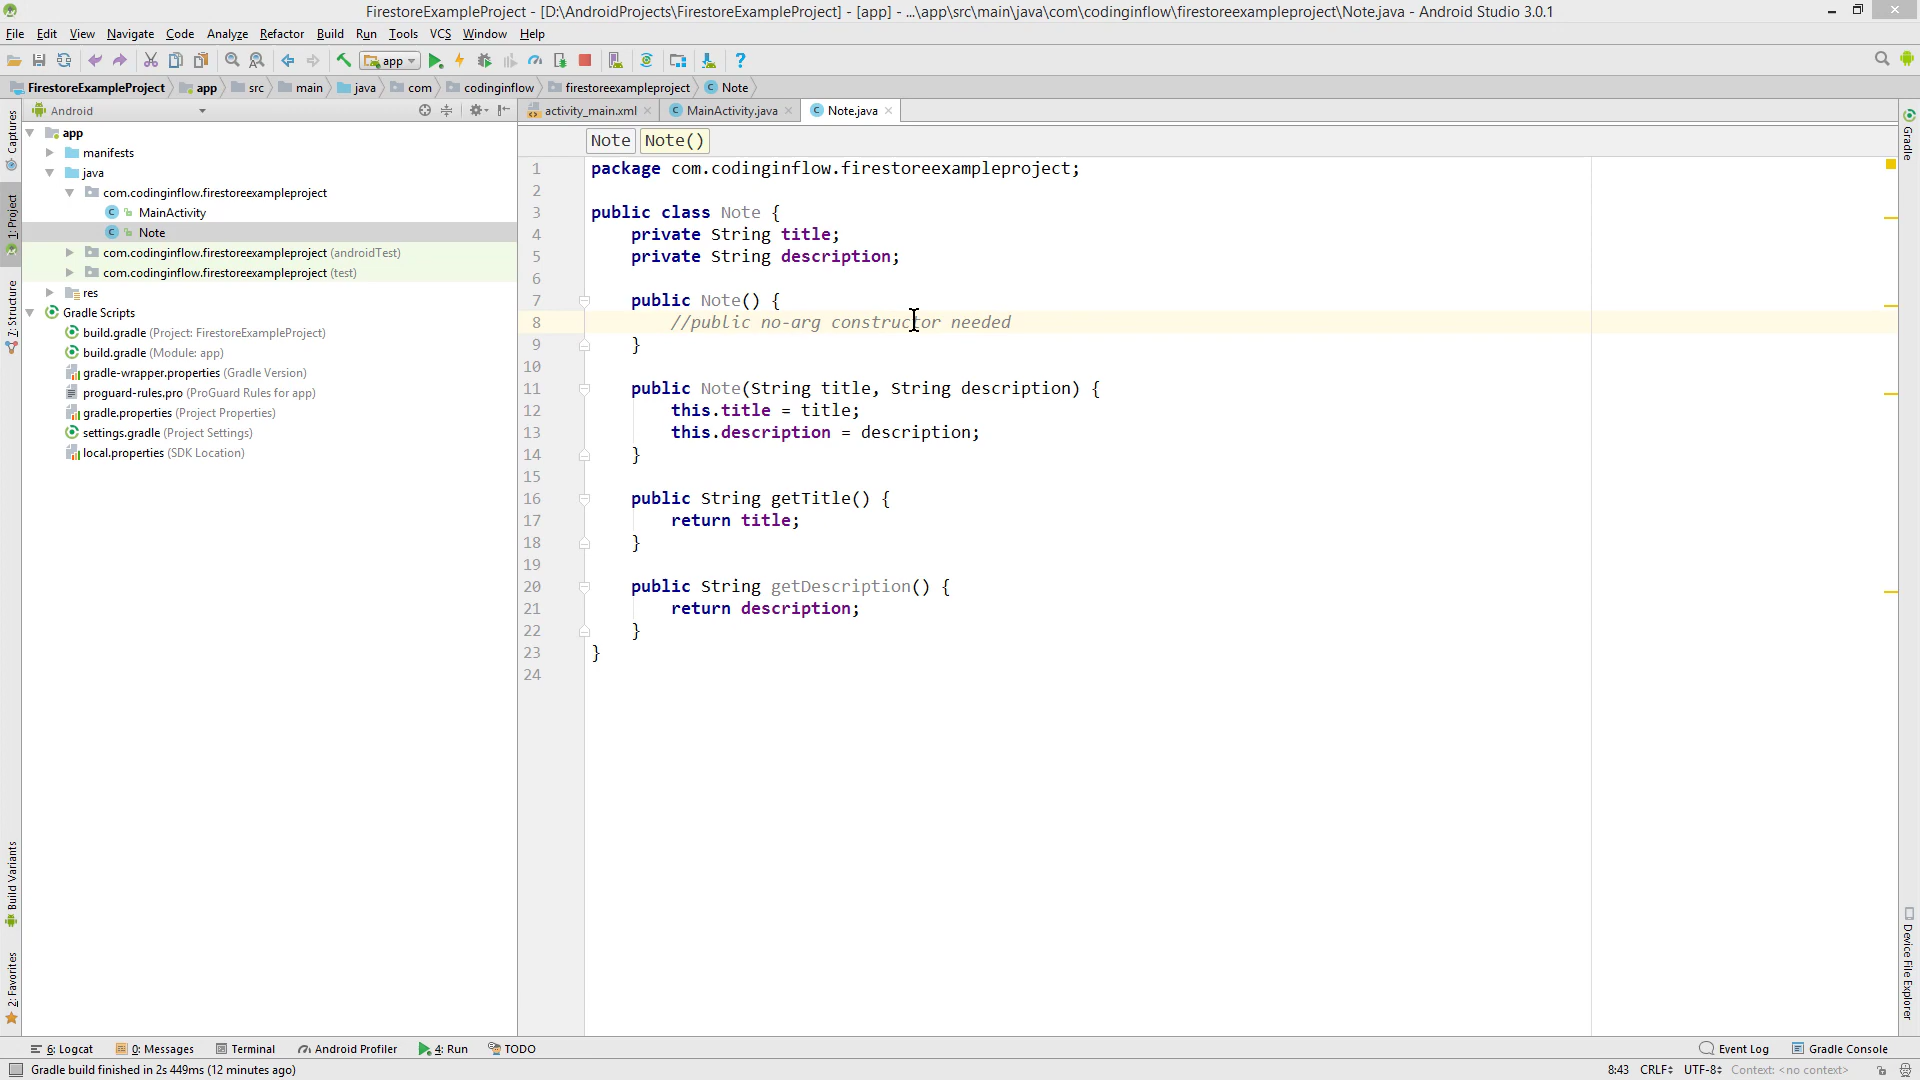 FirestoreExampleProject - [D:\AndroidProjects\FirestoreExampleProject] - [app] - ...\app\src\main\java\com\codinginflow\firestoreexampleproject\Note.java - Android Studio 3.0.1
File Edit View Navigate Code Analyze Refactor Build Run Tools VCS Window Help
app
FirestoreExampleProject app src main java com codinginflow firestoreexampleproject Note
Android
activity_main.xml MainActivity.java Note.java
Note Note()
app
manifests
java
com.codinginflow.firestoreexampleproject
MainActivity
Note
com.codinginflow.firestoreexampleproject (androidTest)
com.codinginflow.firestoreexampleproject (test)
res
Gradle Scripts
build.gradle (Project: FirestoreExampleProject)
build.gradle (Module: app)
gradle-wrapper.properties (Gradle Version)
proguard-rules.pro (ProGuard Rules for app)
gradle.properties (Project Properties)
settings.gradle (Project Settings)
local.properties (SDK Location)
1 package com.codinginflow.firestoreexampleproject;
2
3 public class Note {
4 private String title;
5 private String description;
6
7 public Note() {
8 //public no-arg constructor needed
9 }
10
11 public Note(String title, String description) {
12 this.title = title;
13 this.description = description;
14 }
15
16 public String getTitle() {
17 return title;
18 }
19
20 public String getDescription() {
21 return description;
22 }
23 }
24
Captures
1: Project
7: Structure
Build Variants
2: Favorites
Gradle
Device File Explorer
6: Logcat 0: Messages Terminal Android Profiler 4: Run TODO Event Log Gradle Console
Gradle build finished in 2s 449ms (12 minutes ago) 8:43 CRLF UTF-8 Context: <no context>